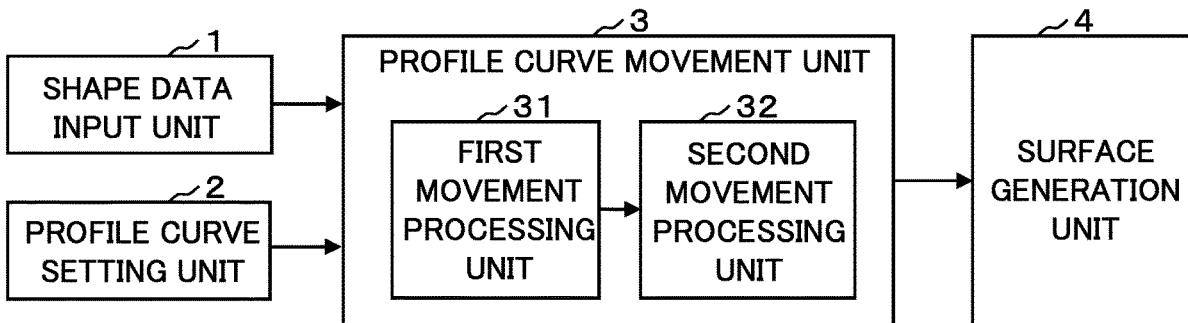 1
SHAPE DATA
INPUT UNIT
2
PROFILE CURVE
SETTING UNIT
3
PROFILE CURVE MOVEMENT UNIT
31
FIRST
MOVEMENT
PROCESSING
UNIT
32
SECOND
MOVEMENT
PROCESSING
UNIT
4
SURFACE
GENERATION
UNIT